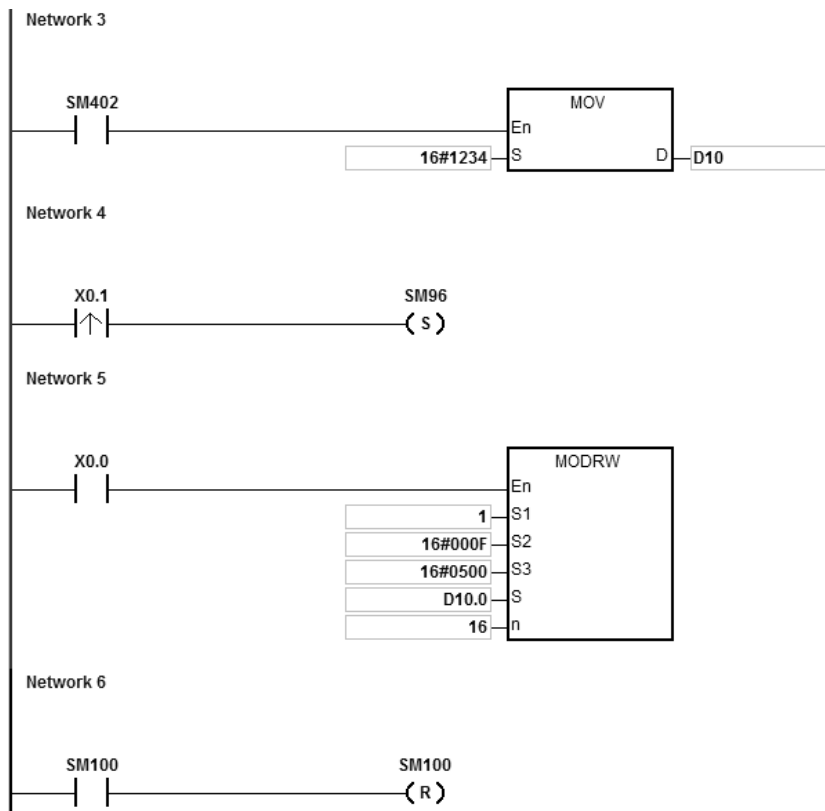 Network 3
SM402
MOV
En
16#1234 S D D10
Network 4
X0.1 SM96
S
Network 5
X0.0
MODRW
En
1 S1
16#000F S2
16#0500 S3
D10.0 S
16 n
Network 6
SM100 SM100
R